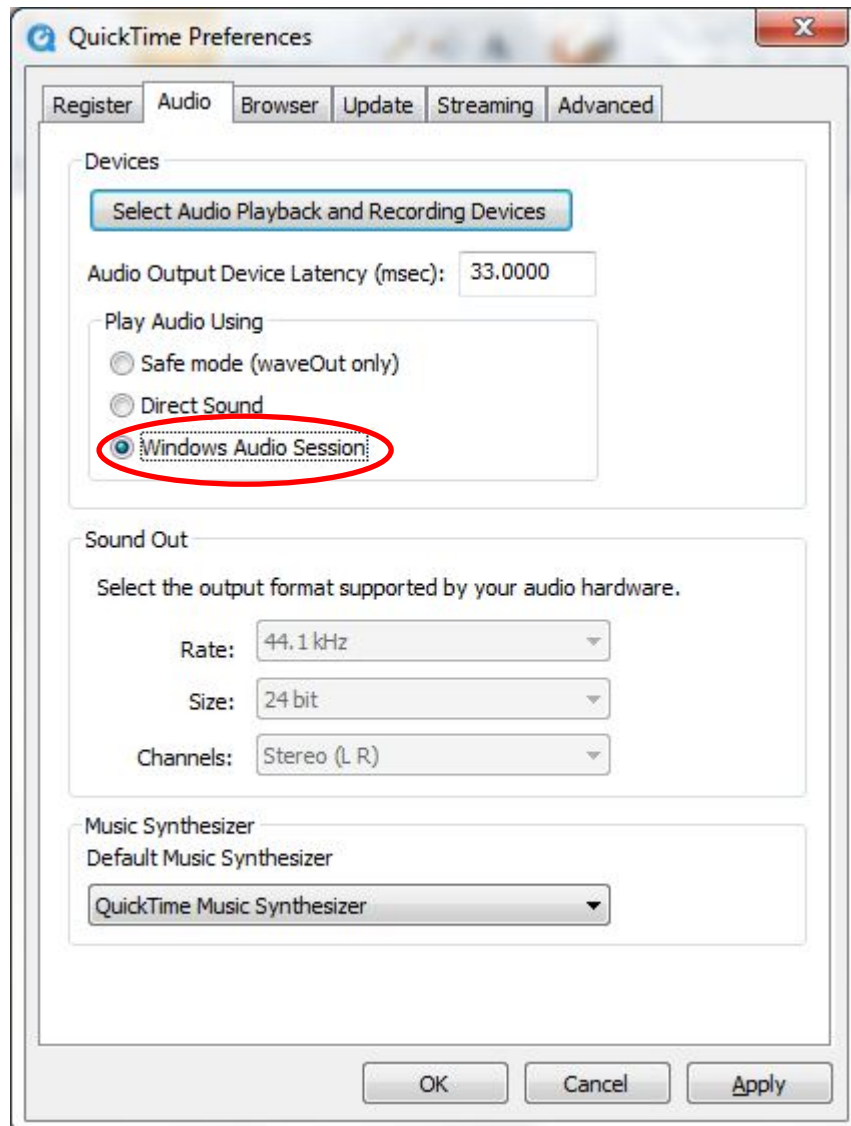 QuickTime Preferences
Register Audio Browser Update Streaming Advanced
Devices
Select Audio Playback and Recording Devices
Audio Output Device Latency (msec): 33.0000
Play Audio Using
Safe mode (waveOut only)
Direct Sound
Windows Audio Session
Sound Out
Select the output format supported by your audio hardware.
Rate: 44.1 kHz
Size: 24 bit
Channels: Stereo (L R)
Music Synthesizer
Default Music Synthesizer
QuickTime Music Synthesizer
OK Cancel Apply